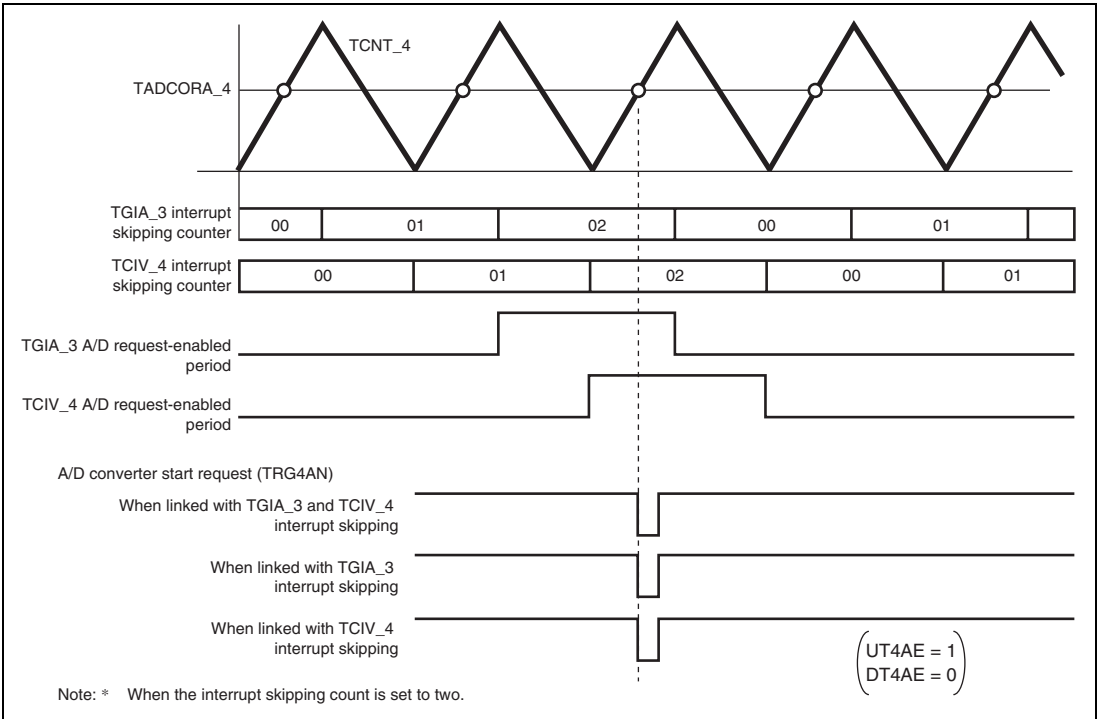 TCNT_4
TADCORA_4
TGIA_3 interrupt
skipping counter
00 01 02 00 01
TCIV_4 interrupt
skipping counter
00 01 02 00 01
TGIA_3 A/D request-enabled
period
TCIV_4 A/D request-enabled
period
A/D converter start request (TRG4AN)
When linked with TGIA_3 and TCIV_4
interrupt skipping
When linked with TGIA_3
interrupt skipping
When linked with TCIV_4
interrupt skipping
UT4AE = 1
DT4AE = 0
Note: * When the interrupt skipping count is set to two.